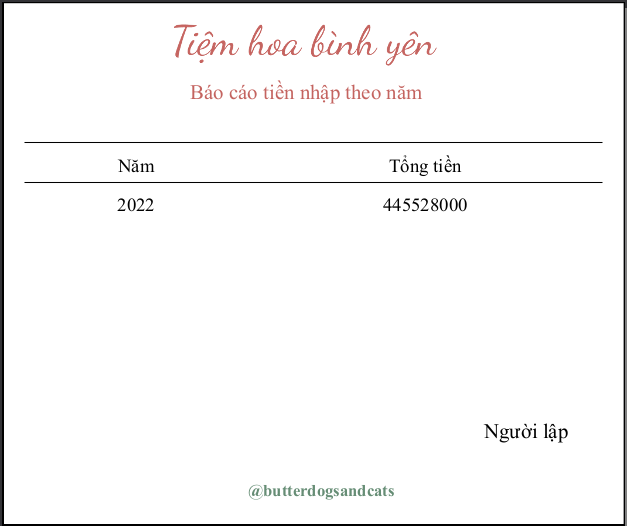 Tiệm hoa bình yên
Báo cáo tiền nhập theo năm
Năm Tổng tiền
2022 445528000
Người lập
@butterdogsandcats